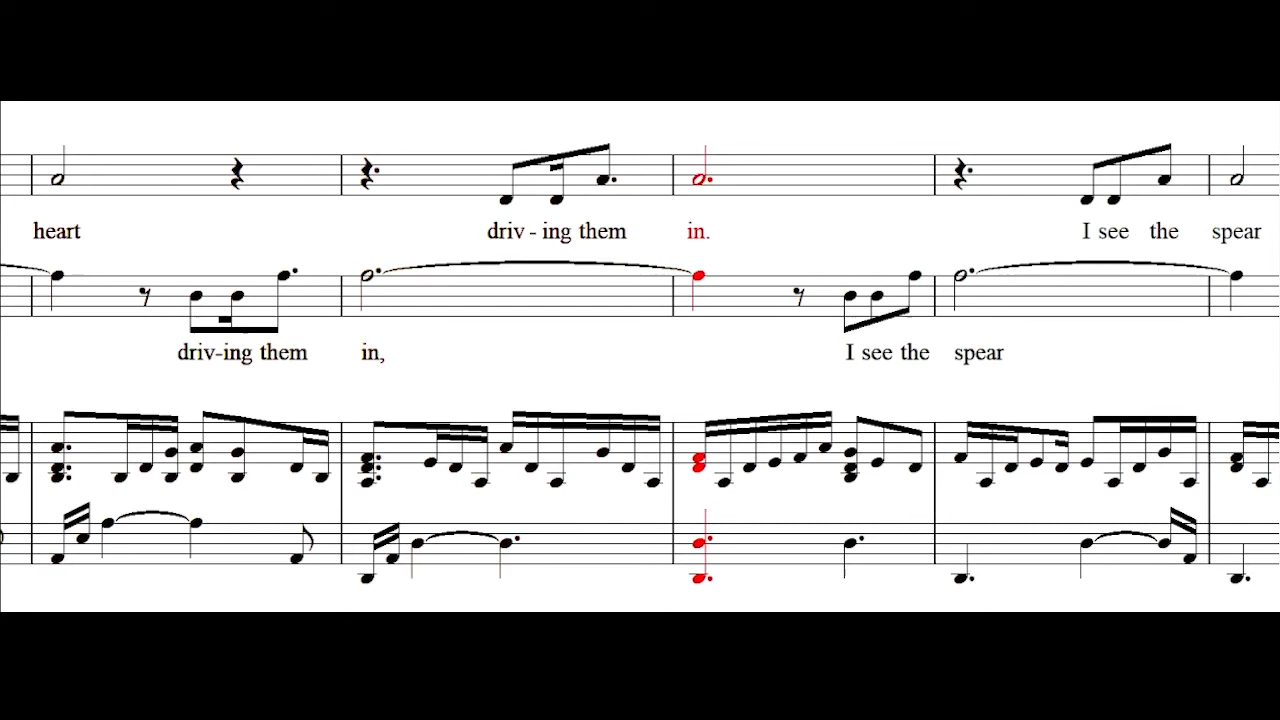 heart driv - ing them in. I see the spear
driv-ing them in, I see the spear